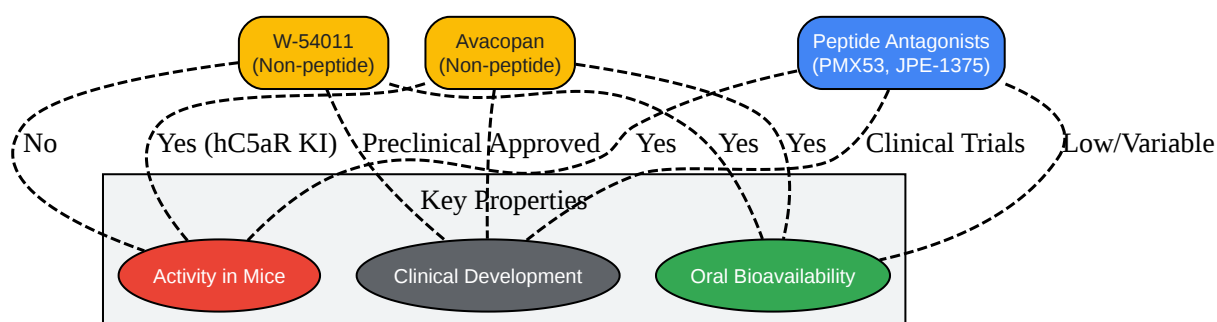 W-54011
(Non-peptide)
Avacopan
(Non-peptide)
Peptide Antagonists
(PMX53, JPE-1375)
No
Yes (hC5aR KI)
Preclinical
Approved
Yes
Yes
Yes
Clinical Trials
Low/Variable
Key Properties
Activity in Mice
Clinical Development
Oral Bioavailability